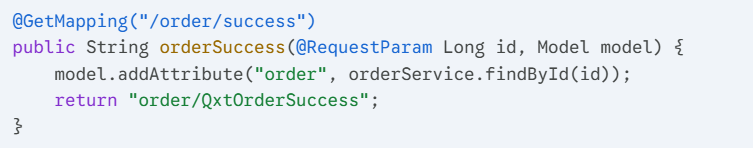 @GetMapping("/order/success")
public String orderSuccess(@RequestParam Long id, Model model) {
    model.addAttribute("order", orderService.findById(id));
    return "order/QxtOrderSuccess";
}